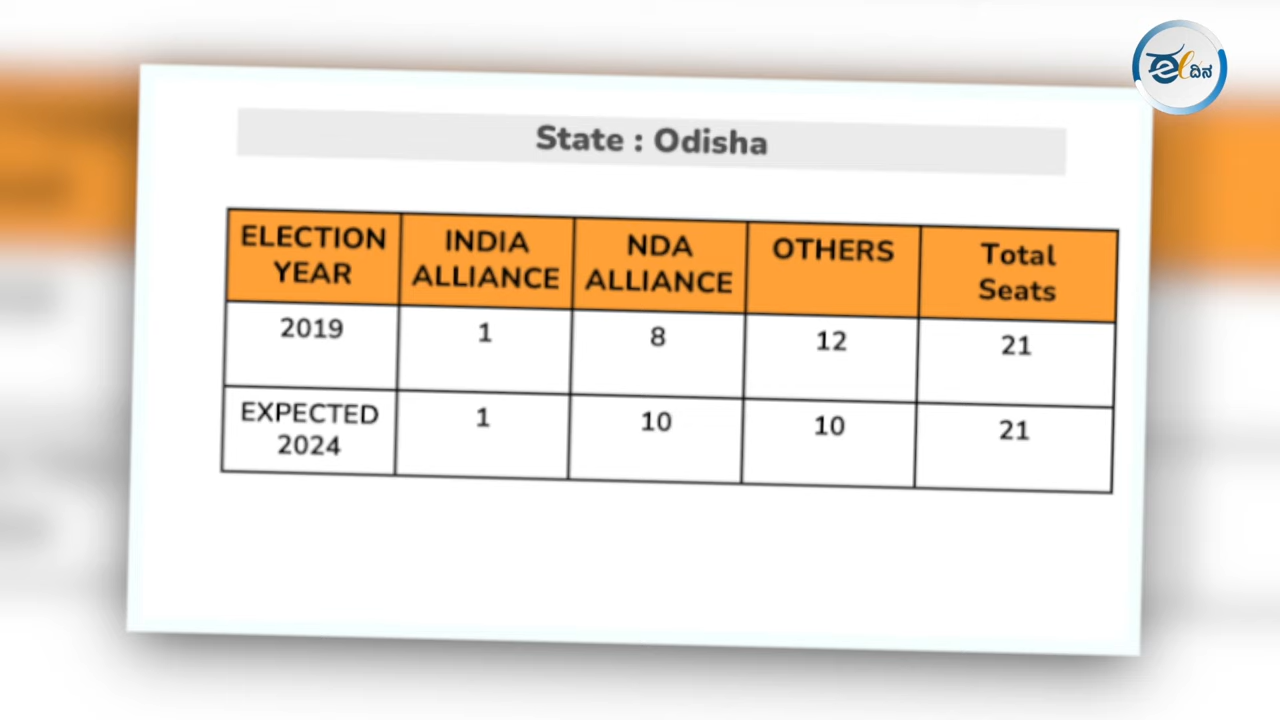 ಈ ದಿನ
State : Odisha
ELECTION YEAR INDIA ALLIANCE NDA ALLIANCE OTHERS Total Seats
2019 1 8 12 21
EXPECTED 2024 1 10 10 21